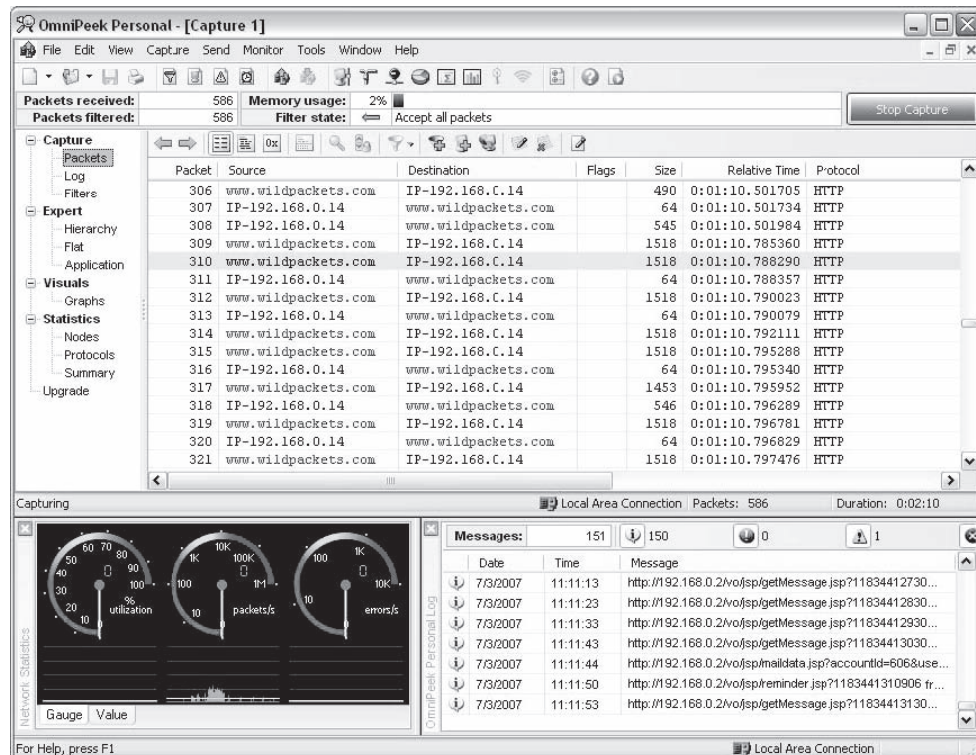 OmniPeek Personal - [Capture 1]
File Edit View Capture Send Monitor Tools Window Help
Packets received: 586 Memory usage: 2%
Packets filtered: 586 Filter state: Accept all packets
Stop Capture
Capture
Packets
Log
Filters
Expert
Hierarchy
Flat
Application
Visuals
Graphs
Statistics
Nodes
Protocols
Summary
Upgrade
Packet Source Destination Flags Size Relative Time Protocol
306 www.wildpackets.com IP-192.168.0.14 490 0:01:10.501705 HTTP
307 IP-192.168.0.14 www.wildpackets.com 64 0:01:10.501734 HTTP
308 IP-192.168.0.14 www.wildpackets.com 545 0:01:10.501984 HTTP
309 www.wildpackets.com IP-192.168.0.14 1518 0:01:10.785360 HTTP
310 www.wildpackets.com IP-192.168.0.14 1518 0:01:10.788290 HTTP
311 IP-192.168.0.14 www.wildpackets.com 64 0:01:10.788357 HTTP
312 www.wildpackets.com IP-192.168.0.14 1518 0:01:10.790023 HTTP
313 IP-192.168.0.14 www.wildpackets.com 64 0:01:10.790079 HTTP
314 www.wildpackets.com IP-192.168.0.14 1518 0:01:10.792111 HTTP
315 www.wildpackets.com IP-192.168.0.14 1518 0:01:10.795288 HTTP
316 IP-192.168.0.14 www.wildpackets.com 64 0:01:10.795340 HTTP
317 www.wildpackets.com IP-192.168.0.14 1453 0:01:10.795952 HTTP
318 IP-192.168.0.14 www.wildpackets.com 546 0:01:10.796289 HTTP
319 www.wildpackets.com IP-192.168.0.14 1518 0:01:10.796781 HTTP
320 IP-192.168.0.14 www.wildpackets.com 64 0:01:10.796829 HTTP
321 www.wildpackets.com IP-192.168.0.14 1518 0:01:10.797476 HTTP
Capturing Local Area Connection Packets: 586 Duration: 0:02:10
Network Statistics
10 20 30 40 50 60 70 80 90 100 0 % utilization
10 100 1K 10K 100K 1M 0 packets/s
10 100 1K 10K 0 errors/s
Gauge Value
OmniPeek Personal Log
Messages: 151 150 0 1
Date Time Message
7/3/2007 11:11:13 http://192.168.0.2/vo/jsp/getMessage.jsp?11834412730...
7/3/2007 11:11:23 http://192.168.0.2/vo/jsp/getMessage.jsp?11834412830...
7/3/2007 11:11:33 http://192.168.0.2/vo/jsp/getMessage.jsp?11834412930...
7/3/2007 11:11:43 http://192.168.0.2/vo/jsp/getMessage.jsp?11834413030...
7/3/2007 11:11:44 http://192.168.0.2/vo/jsp/maildata.jsp?accountId=606&use...
7/3/2007 11:11:50 http://192.168.0.2/vo/jsp/reminder.jsp?1183441310906 fr...
7/3/2007 11:11:53 http://192.168.0.2/vo/jsp/getMessage.jsp?11834413130...
For Help, press F1 Local Area Connection